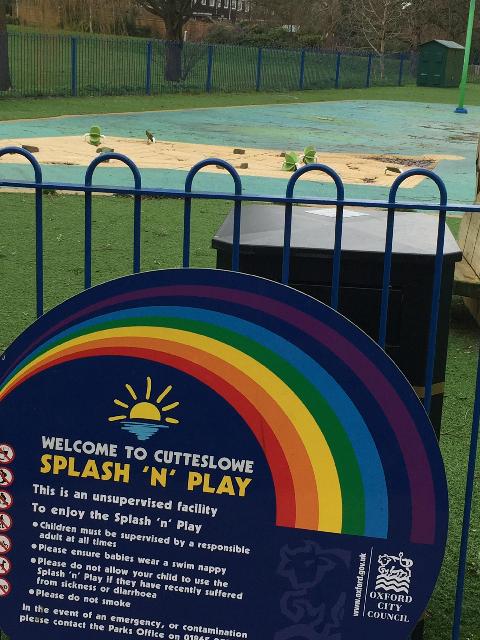 WELCOME TO CUTTESLOWE
SPLASH 'N' PLAY
This is an unsupervised facility
To enjoy the Splash 'n' Play
• Children must be supervised by a responsible
adult at all times
• Please ensure babies wear a swim nappy
• Please do not allow your child to use the
Splash 'n' Play if they have recently suffered
from sickness or diarrhoea
• Please do not smoke
In the event of an emergency, or contamination
please contact the Parks Office on 01865
www.oxford.gov.uk
OXFORD
CITY
COUNCIL